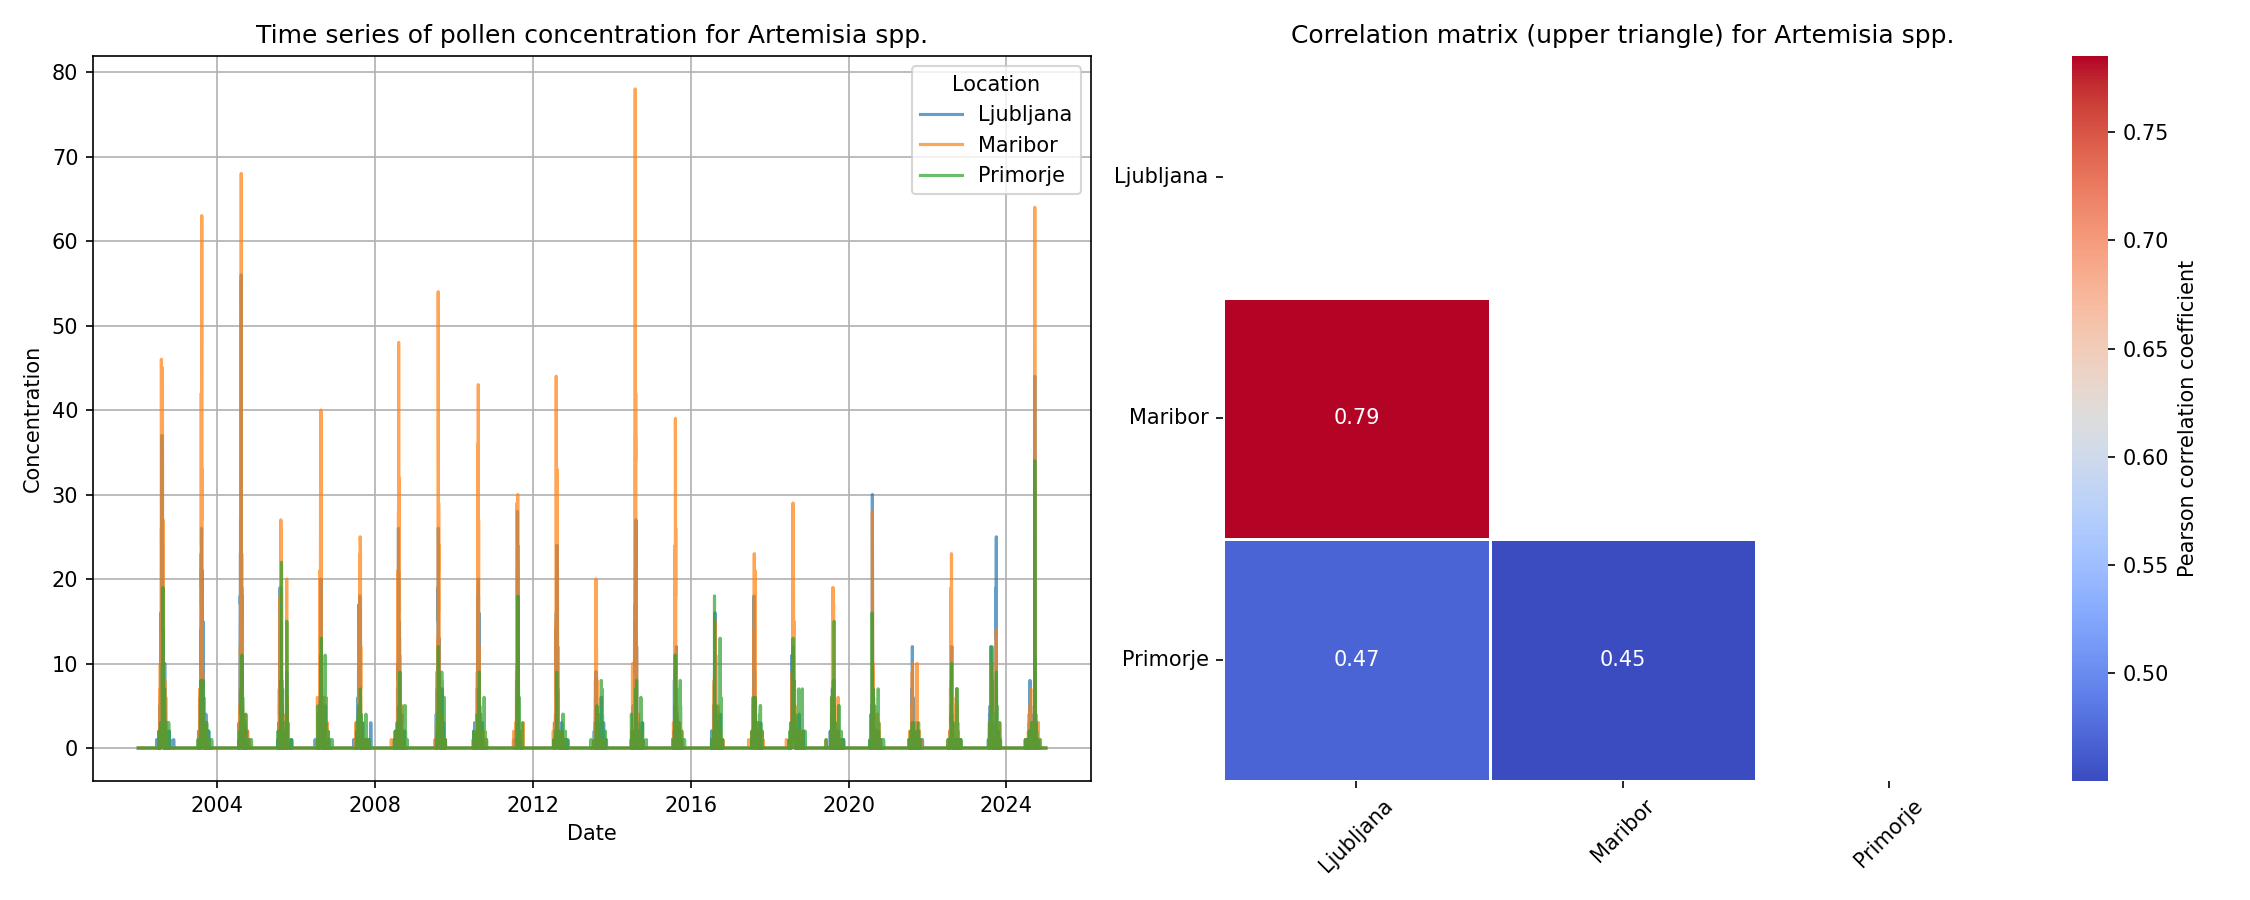 Time series of pollen concentration for Artemisia spp.
80
70
60
50
40
30
20
10
0
Concentration
2004
2008
2012
2016
2020
2024
Date
Location
Ljubljana
Maribor
Primorje
Correlation matrix (upper triangle) for Artemisia spp.
Ljubljana
Maribor
Primorje
0.79
0.47
0.45
Ljubljana
Maribor
Primorje
0.75
0.70
0.65
0.60
0.55
0.50
Pearson correlation coefficient